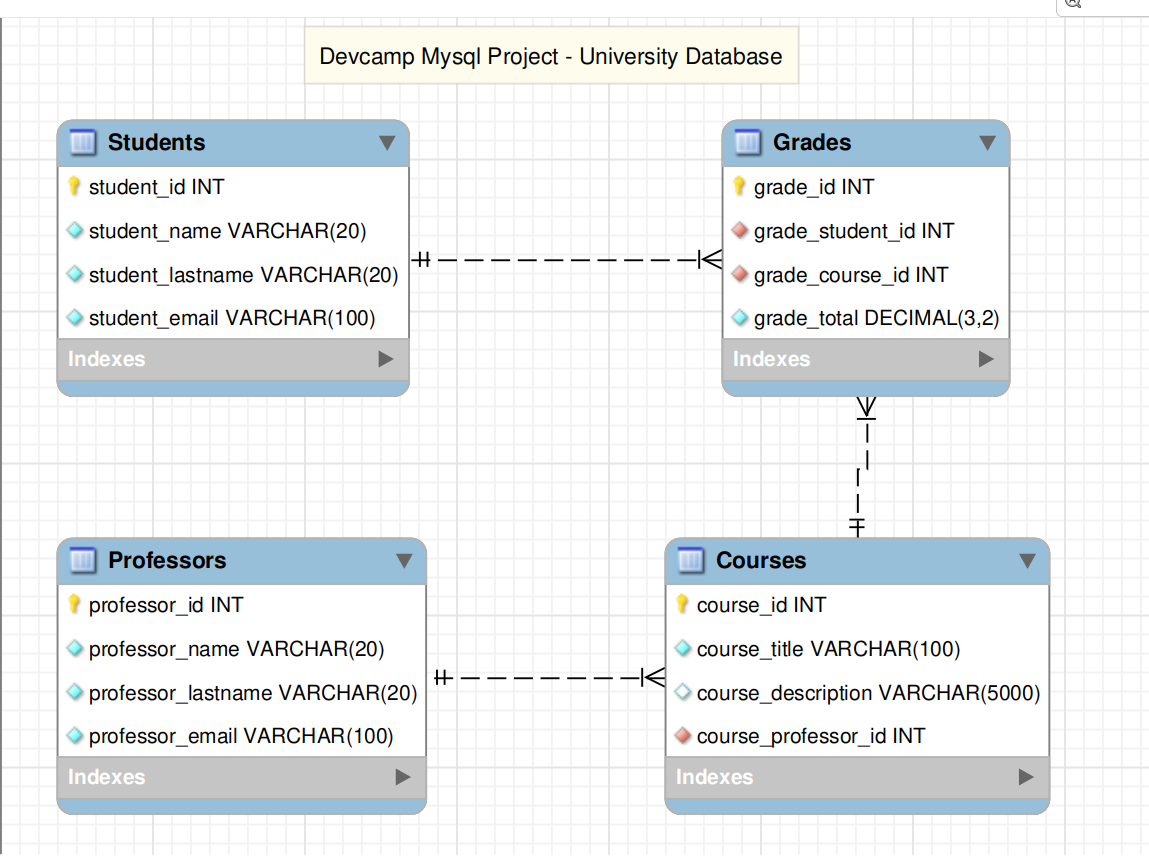 Devcamp Mysql Project - University Database
Students
student_id INT
student_name VARCHAR(20)
student_lastname VARCHAR(20)
student_email VARCHAR(100)
Indexes
Grades
grade_id INT
grade_student_id INT
grade_course_id INT
grade_total DECIMAL(3,2)
Indexes
Professors
professor_id INT
professor_name VARCHAR(20)
professor_lastname VARCHAR(20)
professor_email VARCHAR(100)
Indexes
Courses
course_id INT
course_title VARCHAR(100)
course_description VARCHAR(5000)
course_professor_id INT
Indexes